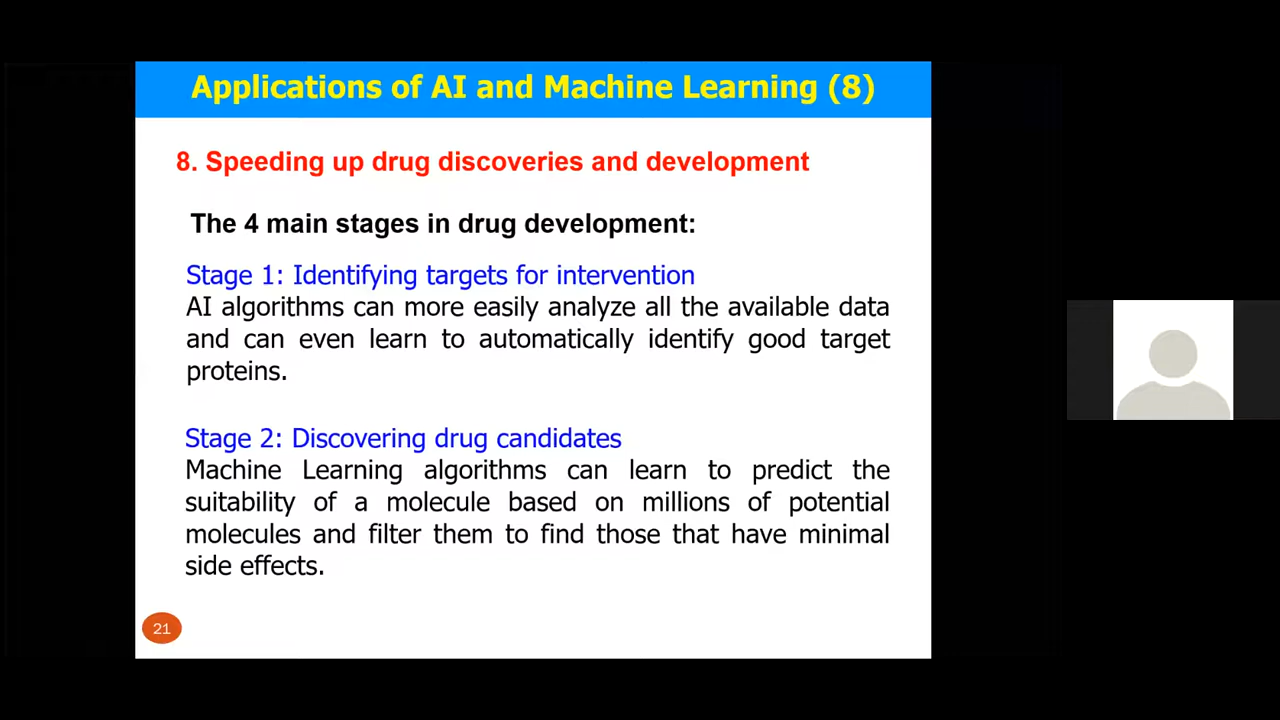 Applications of AI and Machine Learning (8)
8. Speeding up drug discoveries and development
The 4 main stages in drug development:
Stage 1: Identifying targets for intervention
AI algorithms can more easily analyze all the available data
and can even learn to automatically identify good target
proteins.
Stage 2: Discovering drug candidates
Machine Learning algorithms can learn to predict the
suitability of a molecule based on millions of potential
molecules and filter them to find those that have minimal
side effects.
21